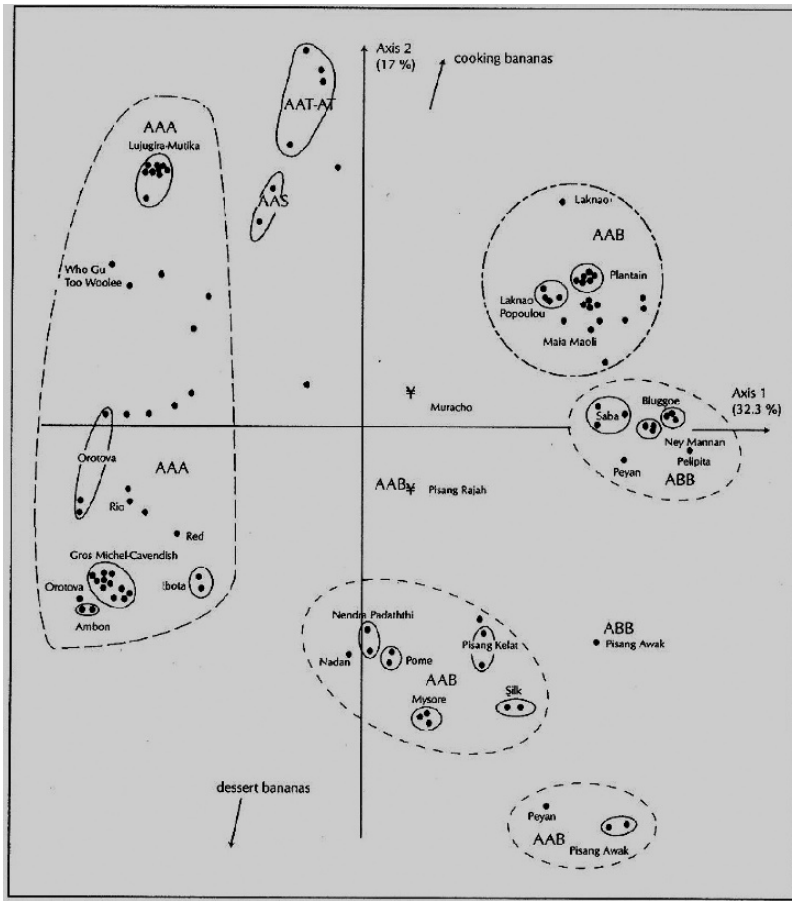 Axis 2
(17 %)
cooking bananas
AAT-AT
AAA
Lujugira-Mutika
AAS
Laknao
AAB
Who Gu
Too Woolee
Plantain
Laknao
Popoulou
Maia Maoli
Axis 1
(32.3 %)
Muracho
Saba
Bluggoe
Ney Mannan
Pelipita
Peyan
ABB
Orotova
AAA
AAB
Pisang Rajah
Rio
Red
Gros Michel-Cavendish
Orotova
Ibota
Ambon
Nendra Padaththi
Pisang Kelat
ABB
Pisang Awak
Nadan
Pome
AAB
Mysore
Silk
dessert bananas
Peyan
AAB
Pisang Awak